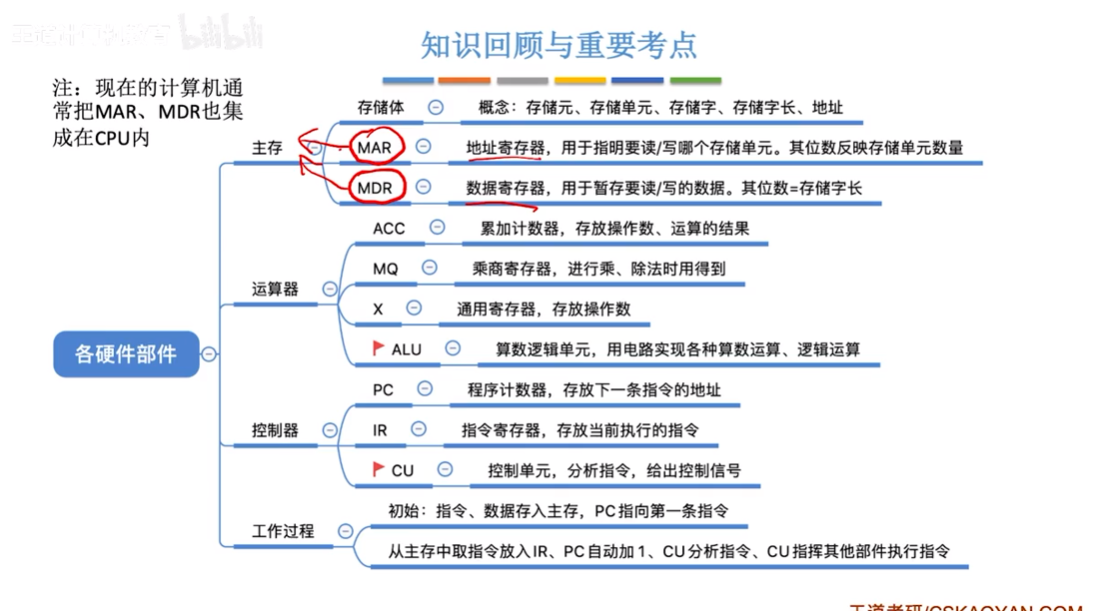 知识回顾与重要考点
注：现在的计算机通
常把MAR、MDR也集
成在CPU内
各硬件部件
主存
存储体
概念：存储元、存储单元、存储字、存储字长、地址
MAR
地址寄存器，用于指明要读/写哪个存储单元。其位数反映存储单元数量
MDR
数据寄存器，用于暂存要读/写的数据。其位数=存储字长
运算器
ACC
累加计数器，存放操作数、运算的结果
MQ
乘商寄存器，进行乘、除法时用得到
X
通用寄存器，存放操作数
ALU
算数逻辑单元，用电路实现各种算数运算、逻辑运算
控制器
PC
程序计数器，存放下一条指令的地址
IR
指令寄存器，存放当前执行的指令
CU
控制单元，分析指令，给出控制信号
工作过程
初始：指令、数据存入主存，PC指向第一条指令
从主存中取指令放入IR、PC自动加1、CU分析指令、CU指挥其他部件执行指令
王道考研/CSKAOYAN.COM